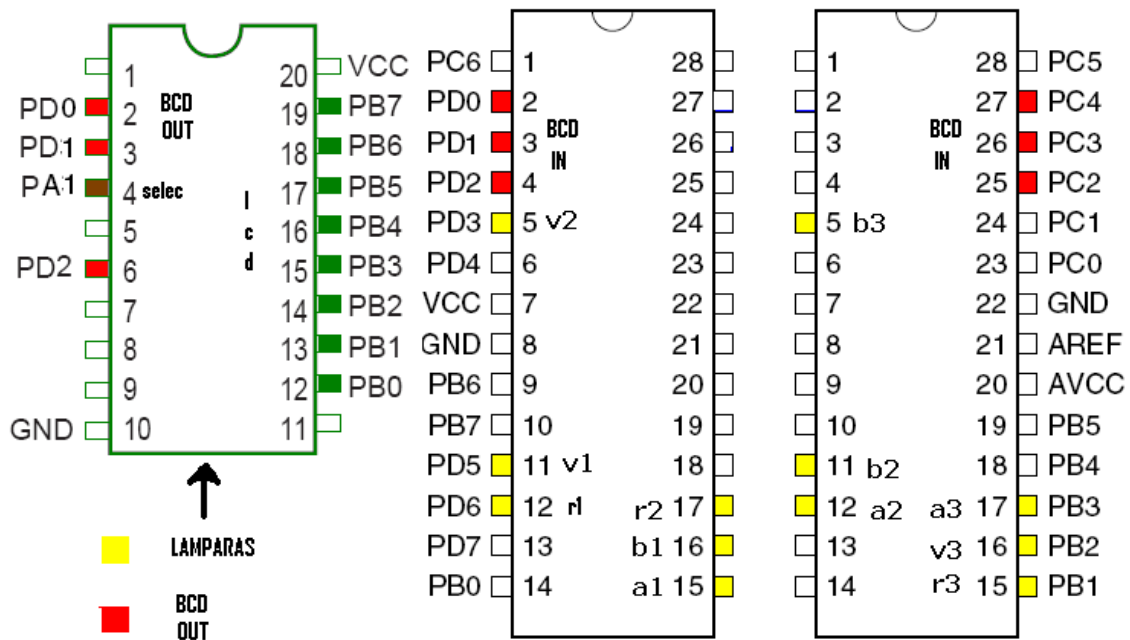 1 20 VCC
PD0 2 BCD OUT 19 PB7
PD1 3 18 PB6
PA1 4 selec 17 PB5
5 lcd 16 PB4
PD2 6 15 PB3
7 14 PB2
8 13 PB1
9 12 PB0
GND 10 11
LAMPARAS
BCD
OUT
PC6 1 28
PD0 2 BCD IN 27
PD1 3 26
PD2 4 25
PD3 5 v2 24
PD4 6 23
VCC 7 22
GND 8 21
PB6 9 20
PB7 10 19
PD5 11 v1 18
PD6 12 r1 r2 17
PD7 13 b1 16
PB0 14 a1 15
1 28 PC5
2 27 PC4
3 BCD IN 26 PC3
4 25 PC2
5 b3 24 PC1
6 23 PC0
7 22 GND
8 21 AREF
9 20 AVCC
10 19 PB5
11 b2 18 PB4
12 a2 a3 17 PB3
13 v3 16 PB2
14 r3 15 PB1